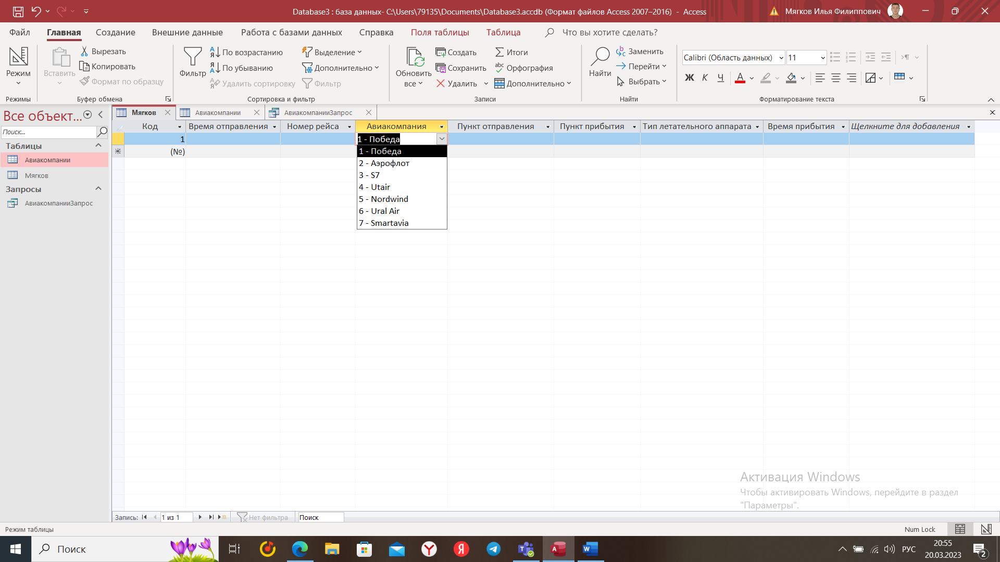 Database3 : база данных- C:\Users\79135\Documents\Database3.accdb (Формат файлов Access 2007–2016)  -  Access
Мягков Илья Филиппович
Файл
Главная
Создание
Внешние данные
Работа с базами данных
Справка
Поля таблицы
Таблица
Что вы хотите сделать?
Режим
Режимы
Вставить
Вырезать
Копировать
Формат по образцу
Буфер обмена
Фильтр
По возрастанию
По убыванию
Удалить сортировку
Выделение
Дополнительно
Фильтр
Сортировка и фильтр
Обновить
все
Создать
Сохранить
Удалить
Итоги
Орфография
Дополнительно
Записи
Найти
Заменить
Перейти
Выбрать
Найти
Calibri (Область данных)
11
Ж К Ч
Форматирование текста
Все объект...
Поиск...
Таблицы
Авиакомпании
Мягков
Запросы
АвиакомпанииЗапрос
Мягков
Авиакомпании
АвиакомпанииЗапрос
Код
Время отправления
Номер рейса
Авиакомпания
Пункт отправления
Пункт прибытия
Тип летательного аппарата
Время прибытия
Щелкните для добавления
1
1 - Победа
(№)
1 - Победа
2 - Аэрофлот
3 - S7
4 - Utair
5 - Nordwind
6 - Ural Air
7 - Smartavia
Активация Windows
Чтобы активировать Windows, перейдите в раздел
"Параметры".
Запись:
1 из 1
Нет фильтра
Поиск
Режим таблицы
Num Lock
Поиск
РУС
20:55
20.03.2023
2